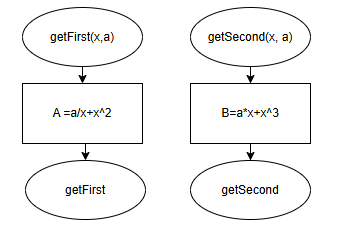 getFirst(x,a)
getSecond(x, a)
A =a/x+x^2
B=a*x+x^3
getFirst
getSecond